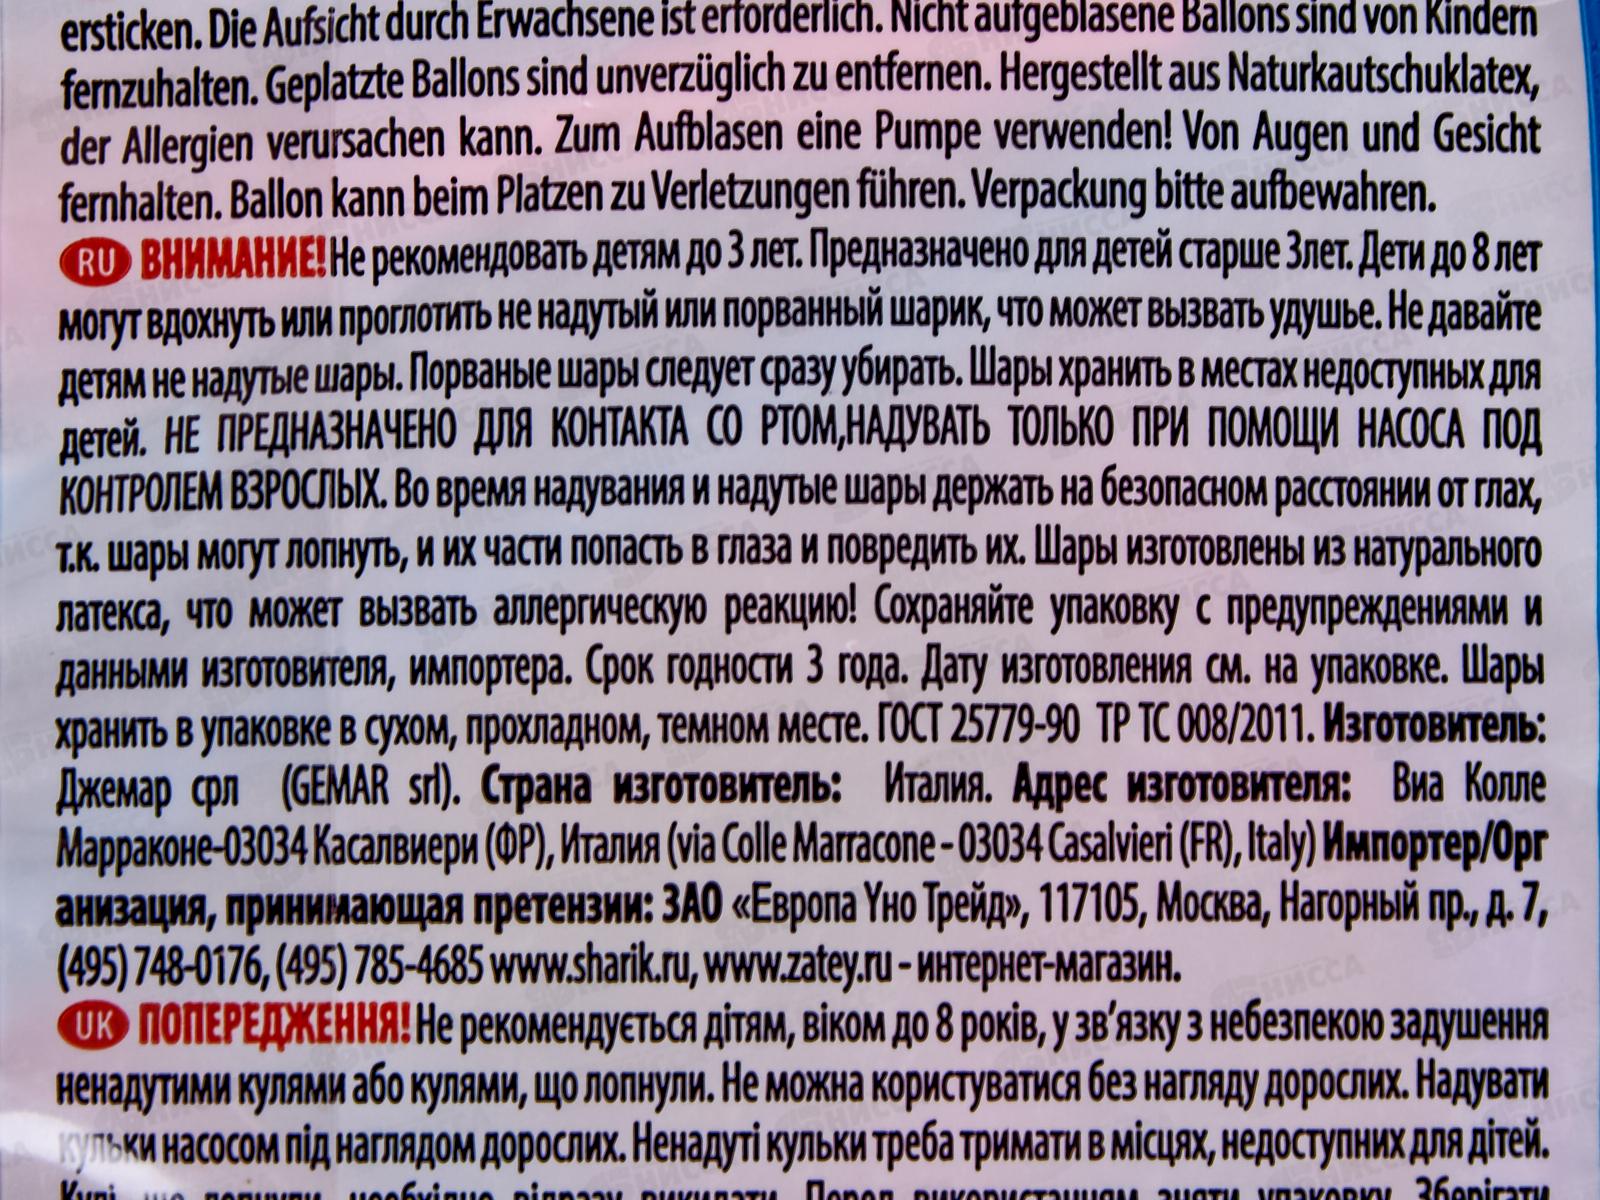 ersticken. Die Aufsicht durch Erwachsene ist erforderlich. Nicht aufgeblasene Ballons sind von Kindern
fernzuhalten. Geplatzte Ballons sind unverzüglich zu entfernen. Hergestellt aus Naturkautschuklatex,
der Allergien verursachen kann. Zum Aufblasen eine Pumpe verwenden! Von Augen und Gesicht
fernhalten. Ballon kann beim Platzen zu Verletzungen führen. Verpackung bitte aufbewahren.
RU ВНИМАНИЕ! Не рекомендовать детям до 3 лет. Предназначено для детей старше 3лет. Дети до 8 лет
могут вдохнуть или проглотить не надутый или порванный шарик, что может вызвать удушье. Не давайте
детям не надутые шары. Порваные шары следует сразу убирать. Шары хранить в местах недоступных для
детей. НЕ ПРЕДНАЗНАЧЕНО ДЛЯ КОНТАКТА СО РТОМ,НАДУВАТЬ ТОЛЬКО ПРИ ПОМОЩИ НАСОСА ПОД
КОНТРОЛЕМ ВЗРОСЛЫХ. Во время надувания и надутые шары держать на безопасном расстоянии от глах,
т.к. шары могут лопнуть, и их части попасть в глаза и повредить их. Шары изготовлены из натурального
латекса, что может вызвать аллергическую реакцию! Сохраняйте упаковку с предупреждениями и
данными изготовителя, импортера. Срок годности 3 года. Дату изготовления см. на упаковке. Шары
хранить в упаковке в сухом, прохладном, темном месте. ГОСТ 25779-90 ТР ТС 008/2011. Изготовитель:
Джемар срл (GEMAR srl). Страна изготовитель: Италия. Адрес изготовителя: Виа Колле
Марраконе-03034 Касалвиери (ФР), Италия (via Colle Marracone - 03034 Casalvieri (FR), Italy) Импортер/Орг
анизация, принимающая претензии: ЗАО «Европа Уно Трейд», 117105, Москва, Нагорный пр., д. 7,
(495) 748-0176, (495) 785-4685 www.sharik.ru, www.zatey.ru - интернет-магазин.
UK ПОПЕРЕДЖЕННЯ! Не рекомендується дітям, віком до 8 років, у зв’язку з небезпекою задушення
ненадутими кулями або кулями, що лопнули. Не можна користуватися без нагляду дорослих. Надувати
кульки насосом під наглядом дорослих. Ненадуті кульки треба тримати в місцях, недоступних для дітей.
Кулі, що лопнули, необхідно відразу викидати. Перед використанням зняти упаковку. Зберігати